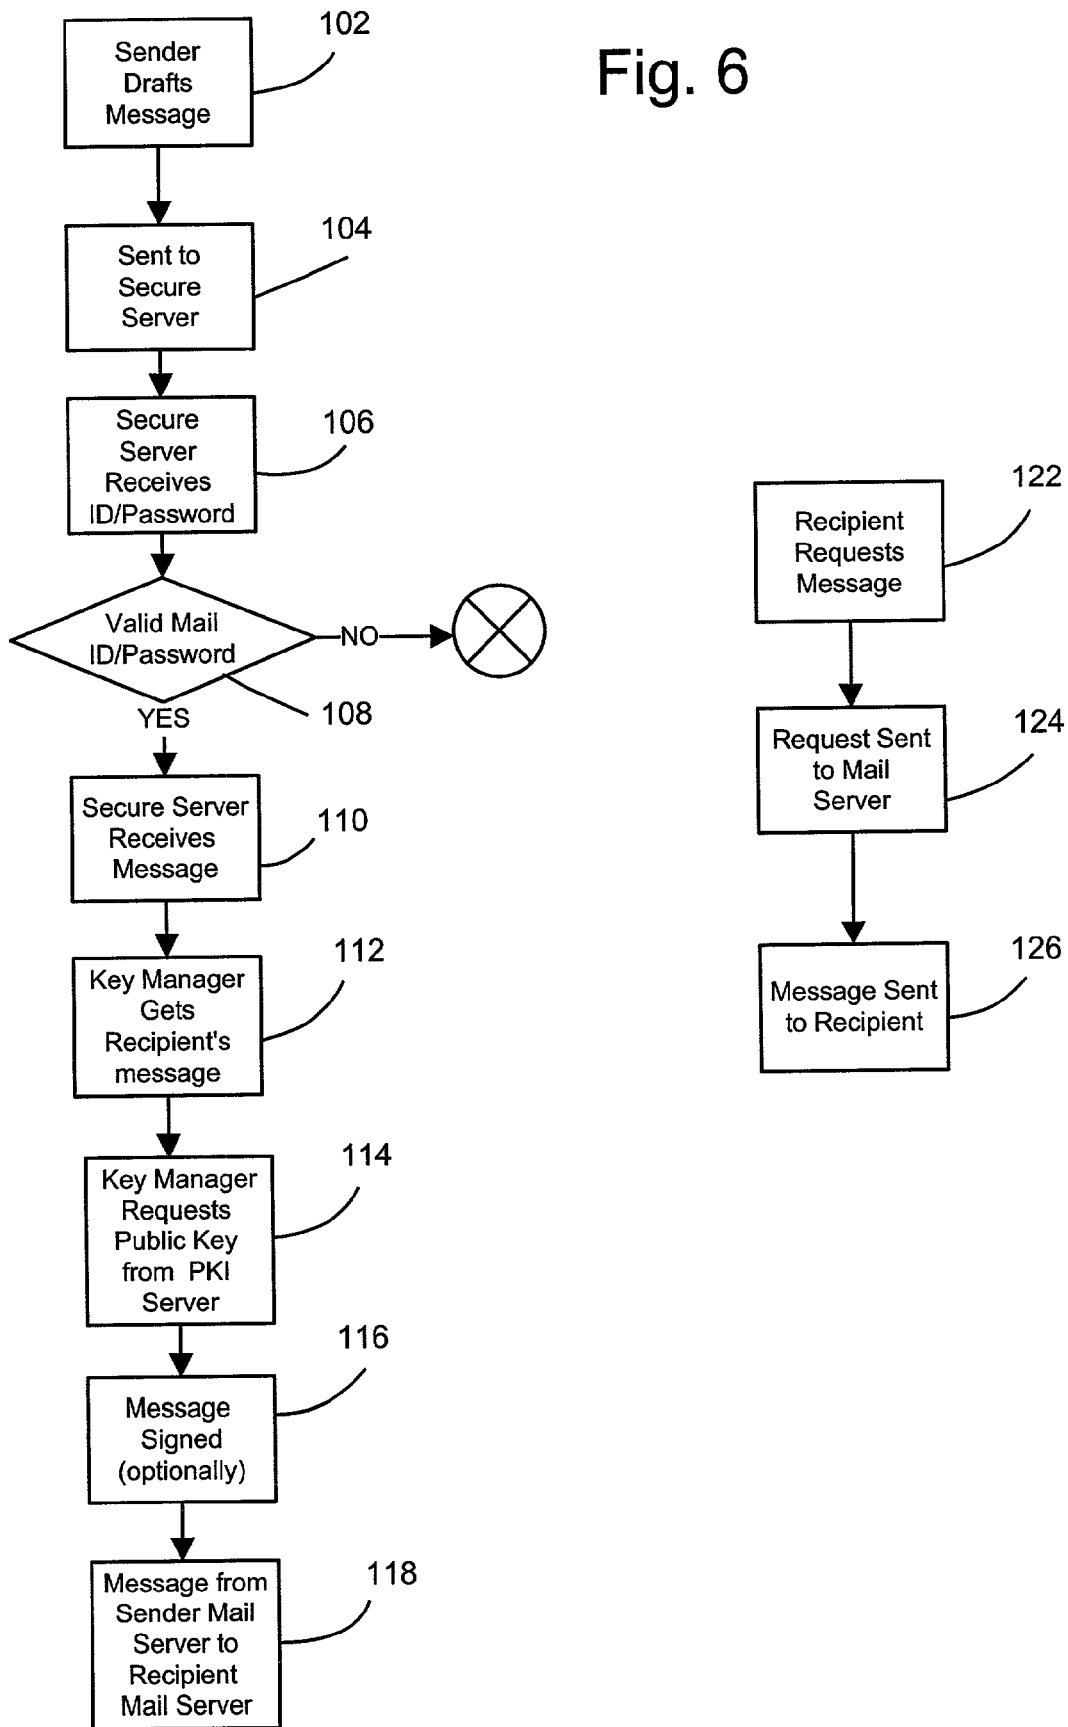 Fig. 6
102
Sender
Drafts
Message
104
Sent to
Secure
Server
106
Secure
Server
Receives
ID/Password
Valid Mail
ID/Password
NO
108
YES
Secure Server
Receives
Message
110
112
Key Manager
Gets
Recipient's
message
114
Key Manager
Requests
Public Key
from PKI
Server
116
Message
Signed
(optionally)
118
Message from
Sender Mail
Server to
Recipient
Mail Server
122
Recipient
Requests
Message
124
Request Sent
to Mail
Server
126
Message Sent
to Recipient